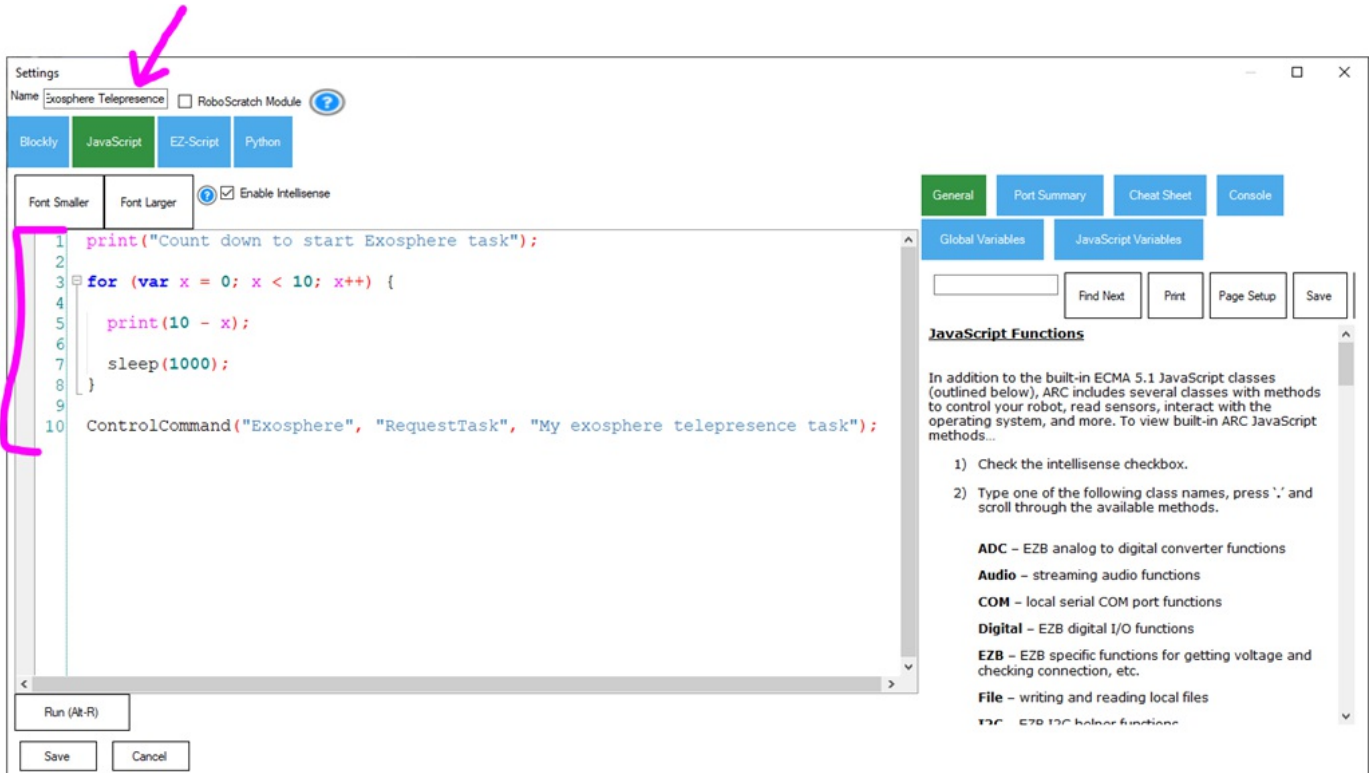 Settings
Name Exosphere Telepresence RoboScratch Module ?
Blockly JavaScript EZ-Script Python
Font Smaller Font Larger ? Enable Intellisense
1 print("Count down to start Exosphere task");
2
3 for (var x = 0; x < 10; x++) {
4
5 print(10 - x);
6
7 sleep(1000);
8 }
9
10 ControlCommand("Exosphere", "RequestTask", "My exosphere telepresence task");
Run (Alt-R)
Save Cancel
General Port Summary Cheat Sheet Console
Global Variables JavaScript Variables
Find Next Print Page Setup Save
JavaScript Functions
In addition to the built-in ECMA 5.1 JavaScript classes
(outlined below), ARC includes several classes with methods
to control your robot, read sensors, interact with the
operating system, and more. To view built-in ARC JavaScript
methods...
1) Check the intellisense checkbox.
2) Type one of the following class names, press `.´ and
scroll through the available methods.
ADC – EZB analog to digital converter functions
Audio – streaming audio functions
COM – local serial COM port functions
Digital – EZB digital I/O functions
EZB – EZB specific functions for getting voltage and
checking connection, etc.
File – writing and reading local files
I2C – EZB I2C helper functions